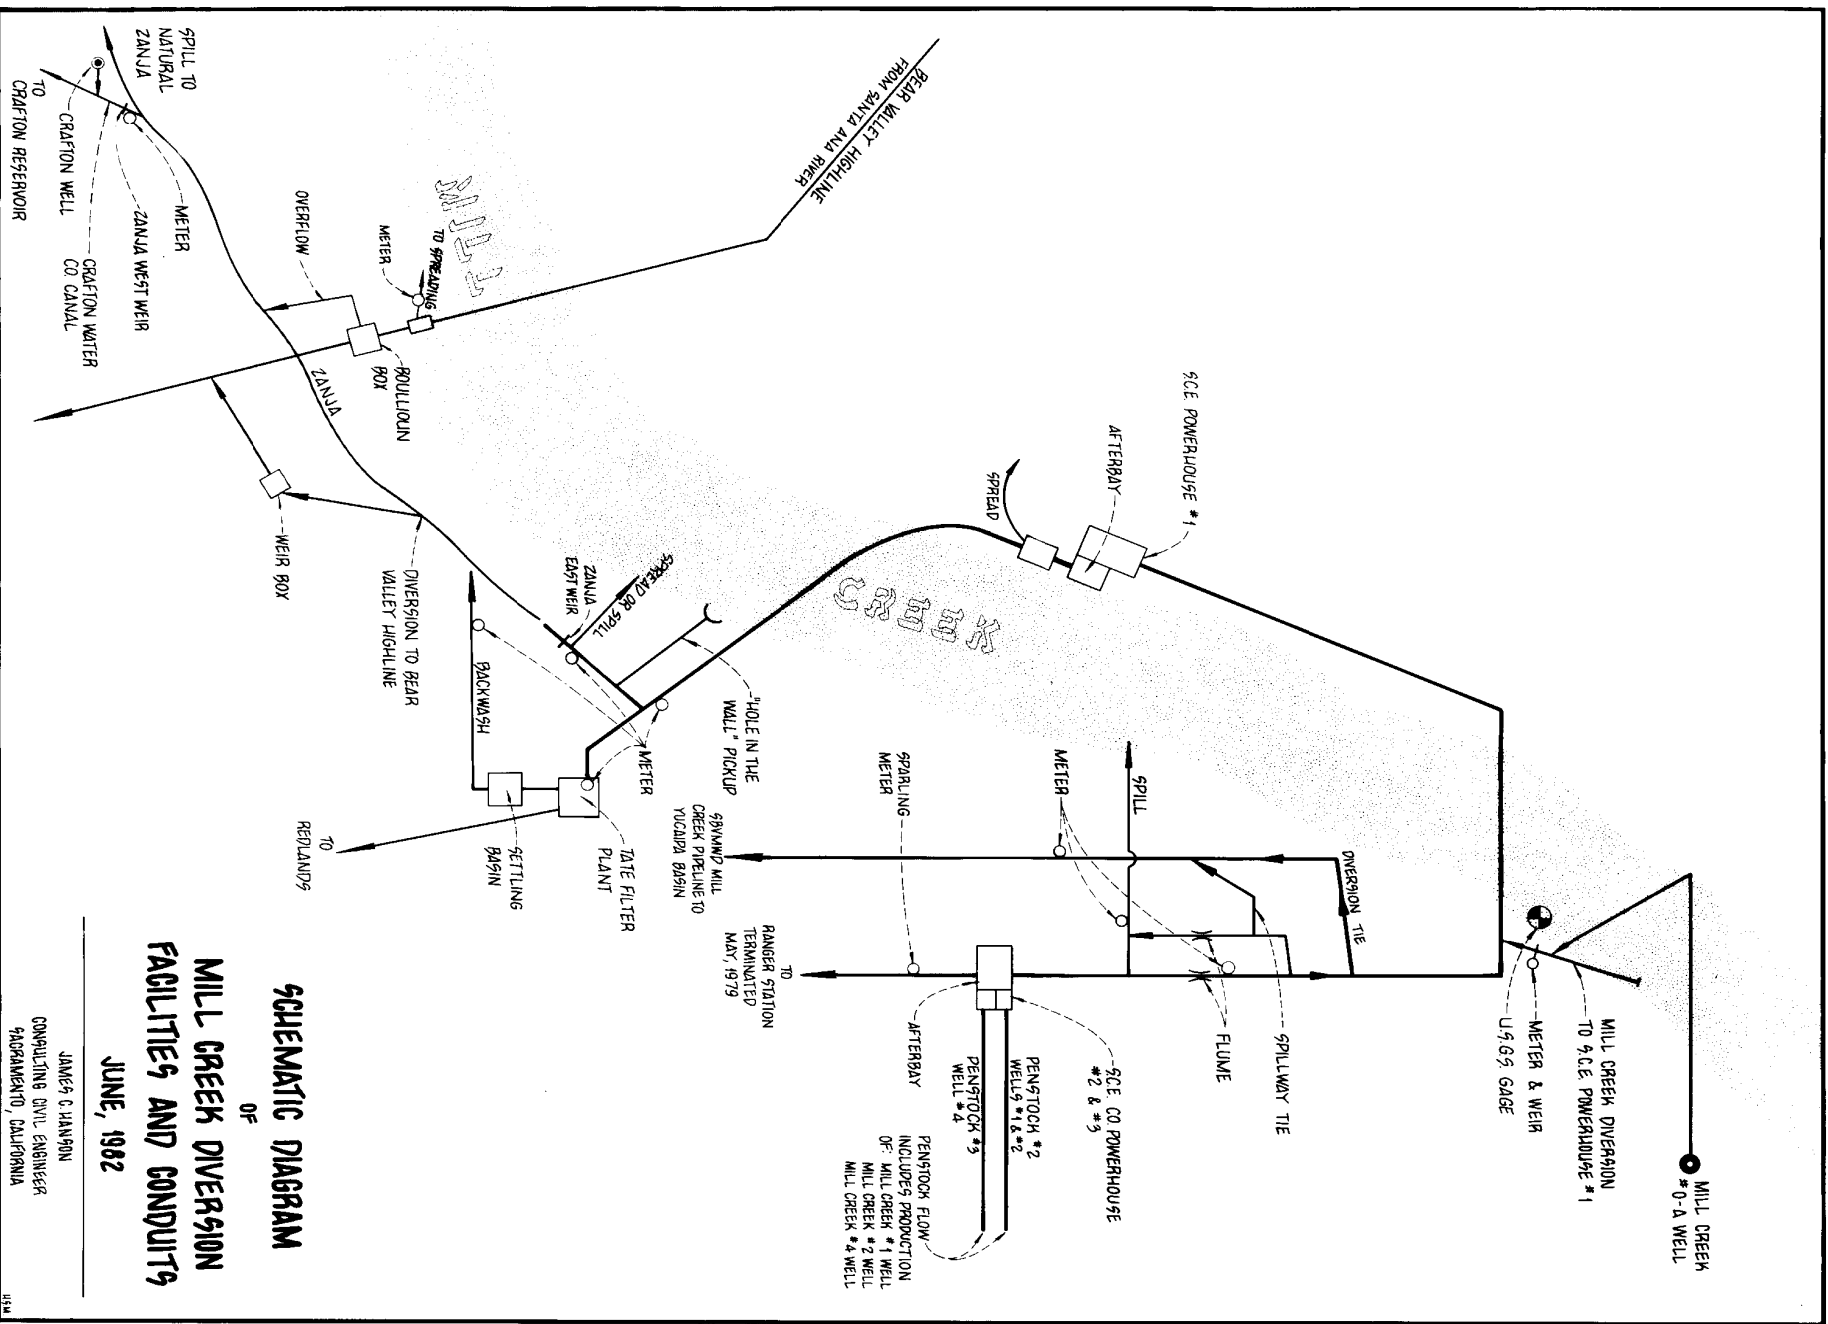 MILL CREEK
#0-A WELL
MILL CREEK DIVERSION
TO S.C.E. POWERHOUSE #1
METER & WEIR
U.S.G.S. GAGE
DIVERSION TIE
SPILLWAY TIE
FLUME
SPILL
METER
S.C.E. CO. POWERHOUSE
#2 & #3
PENSTOCK #2
WELLS #1 & #2
PENSTOCK #3
WELL #4
PENSTOCK FLOW
INCLUDES PRODUCTION
OF: MILL CREEK #1 WELL
MILL CREEK #2 WELL
MILL CREEK #4 WELL
AFTERBAY
SPARLING
METER
TO
RANGER STATION
TERMINATED
MAY, 1979
SBVMWD MILL
CREEK PIPELINE TO
YUCAIPA BASIN
S.C.E. POWERHOUSE #1
AFTERBAY
SPREAD
MILL
CREEK
BEAR VALLEY HIGHLINE
FROM SANTA ANA RIVER
"HOLE IN THE
WALL" PICKUP
SPREAD OR SPILL
ZANJA
EAST WEIR
METER
TATE FILTER
PLANT
SETTLING
BASIN
BACKWASH
TO
REDLANDS
DIVERSION TO BEAR
VALLEY HIGHLINE
WEIR BOX
TO SPREADING
METER
BOULLIOUN
BOX
OVERFLOW
ZANJA
SPILL TO
NATURAL
ZANJA
METER
ZANJA WEST WEIR
CRAFTON WATER
CO. CANAL
CRAFTON WELL
TO
CRAFTON RESERVOIR
SCHEMATIC DIAGRAM
OF
MILL CREEK DIVERSION
FACILITIES AND CONDUITS
JUNE, 1982
JAMES C. HANSON
CONSULTING CIVIL ENGINEER
SACRAMENTO, CALIFORNIA